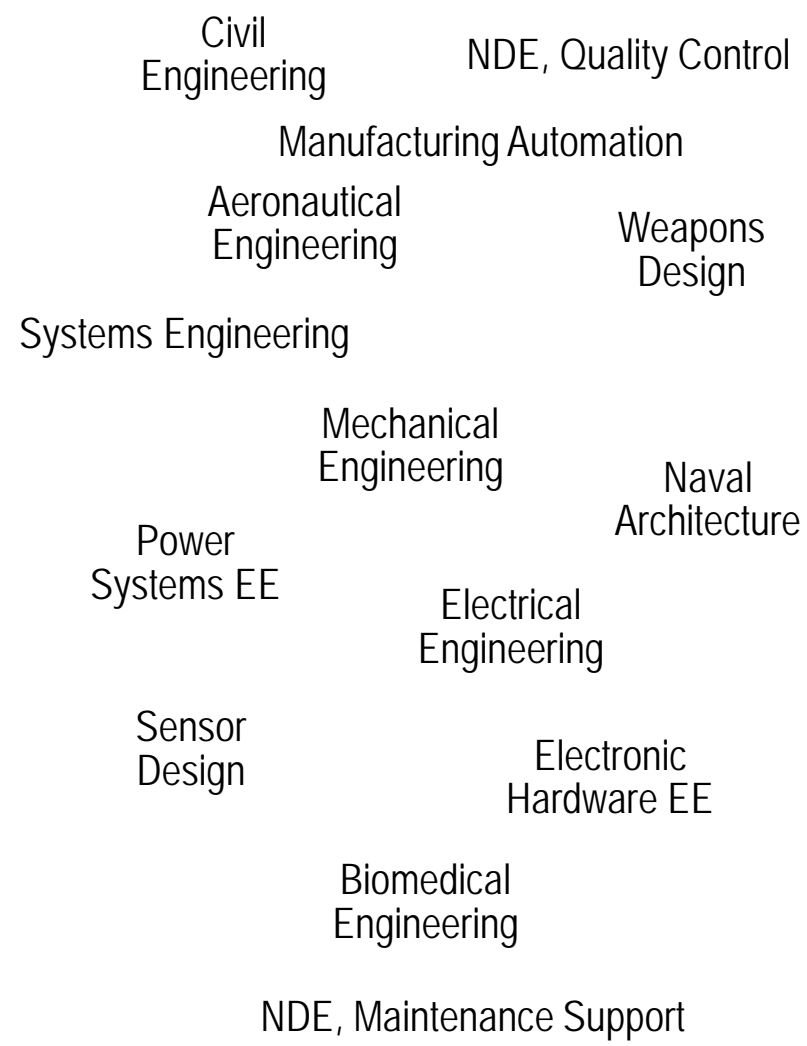 Civil
Engineering
NDE, Quality Control
Manufacturing Automation
Aeronautical
Engineering
Weapons
Design
Systems Engineering
Mechanical
Engineering
Naval
Architecture
Power
Systems EE
Electrical
Engineering
Sensor
Design
Electronic
Hardware EE
Biomedical
Engineering
NDE, Maintenance Support